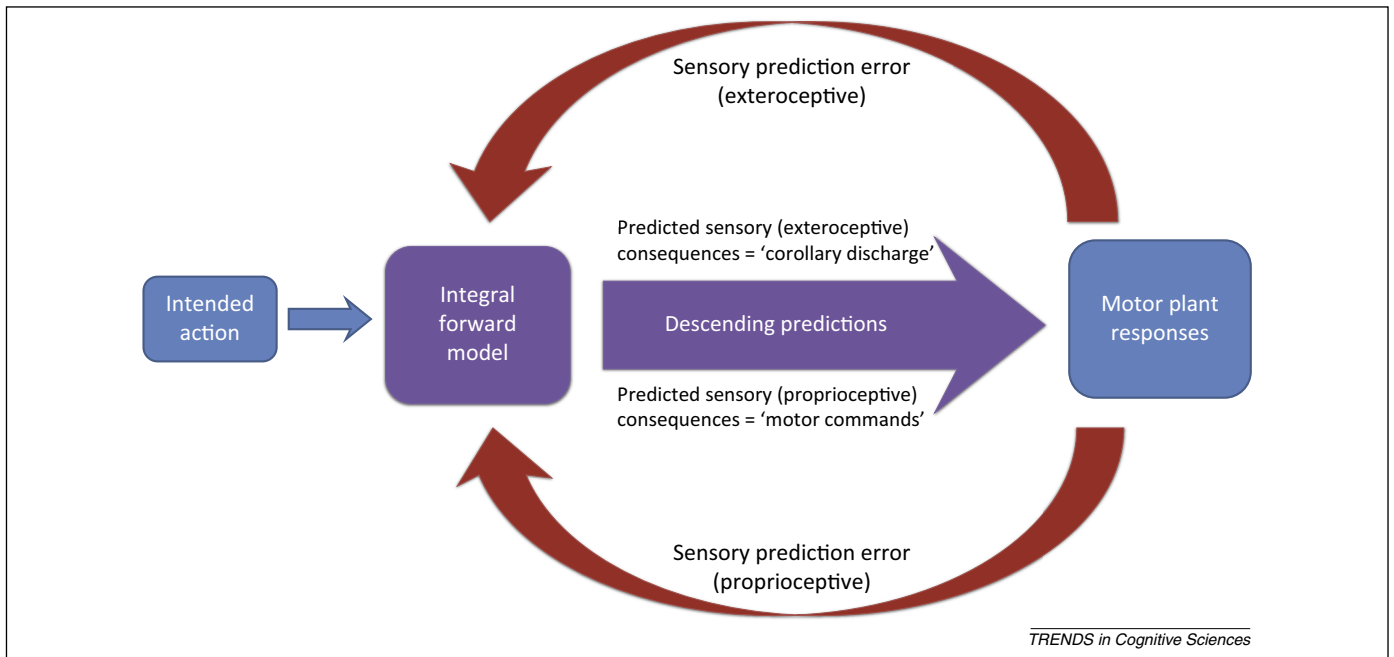 Sensory prediction error
(exteroceptive)
Predicted sensory (exteroceptive)
consequences = ‘corollary discharge’
Intended
action
Integral
forward
model
Descending predictions
Motor plant
responses
Predicted sensory (proprioceptive)
consequences = ‘motor commands’
Sensory prediction error
(proprioceptive)
TRENDS in Cognitive Sciences